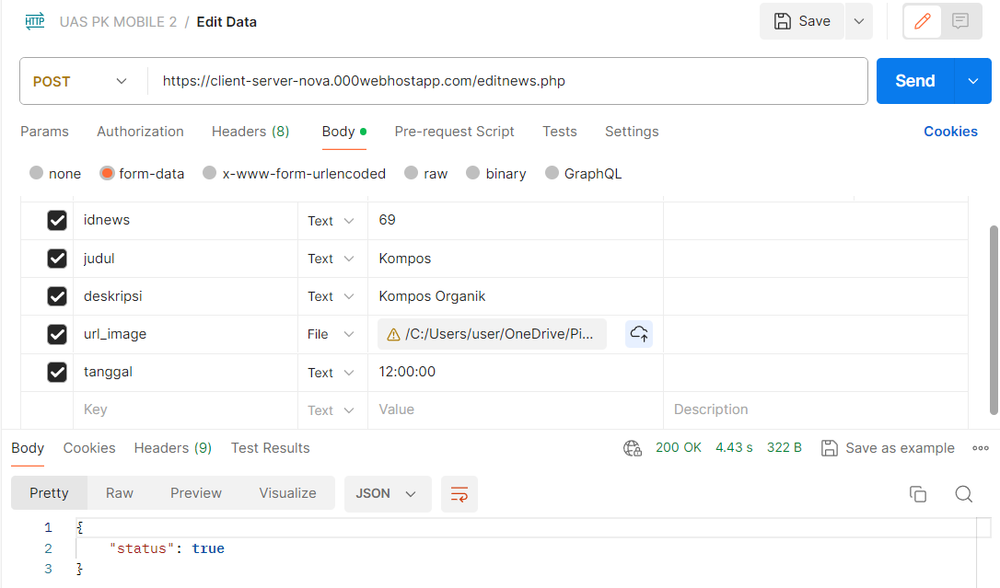 HTTP UAS PK MOBILE 2 / Edit Data Save
POST https://client-server-nova.000webhostapp.com/editnews.php Send
Params Authorization Headers (8) Body Pre-request Script Tests Settings Cookies
none form-data x-www-form-urlencoded raw binary GraphQL
idnews Text 69
judul Text Kompos
deskripsi Text Kompos Organik
url_image File /C:/Users/user/OneDrive/Pi...
tanggal Text 12:00:00
Key Text Value Description
Body Cookies Headers (9) Test Results 200 OK 4.43 s 322 B Save as example
Pretty Raw Preview Visualize JSON
1 {
2 "status": true
3 }